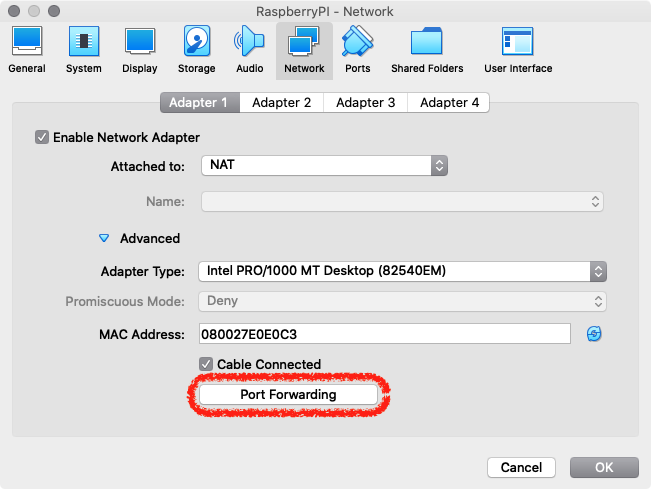 RaspberryPI - Network
General System Display Storage Audio Network Ports Shared Folders User Interface
Adapter 1 Adapter 2 Adapter 3 Adapter 4
Enable Network Adapter
Attached to: NAT
Name:
Advanced
Adapter Type: Intel PRO/1000 MT Desktop (82540EM)
Promiscuous Mode: Deny
MAC Address: 080027E0E0C3
Cable Connected
Port Forwarding
Cancel OK